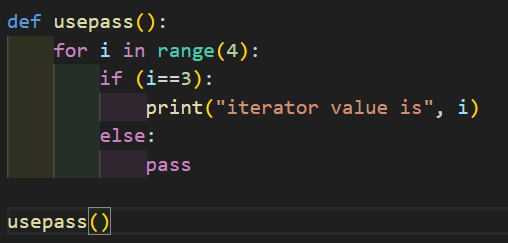 def usepass():
    for i in range(4):
        if (i==3):
            print("iterator value is", i)
        else:
            pass

usepass()